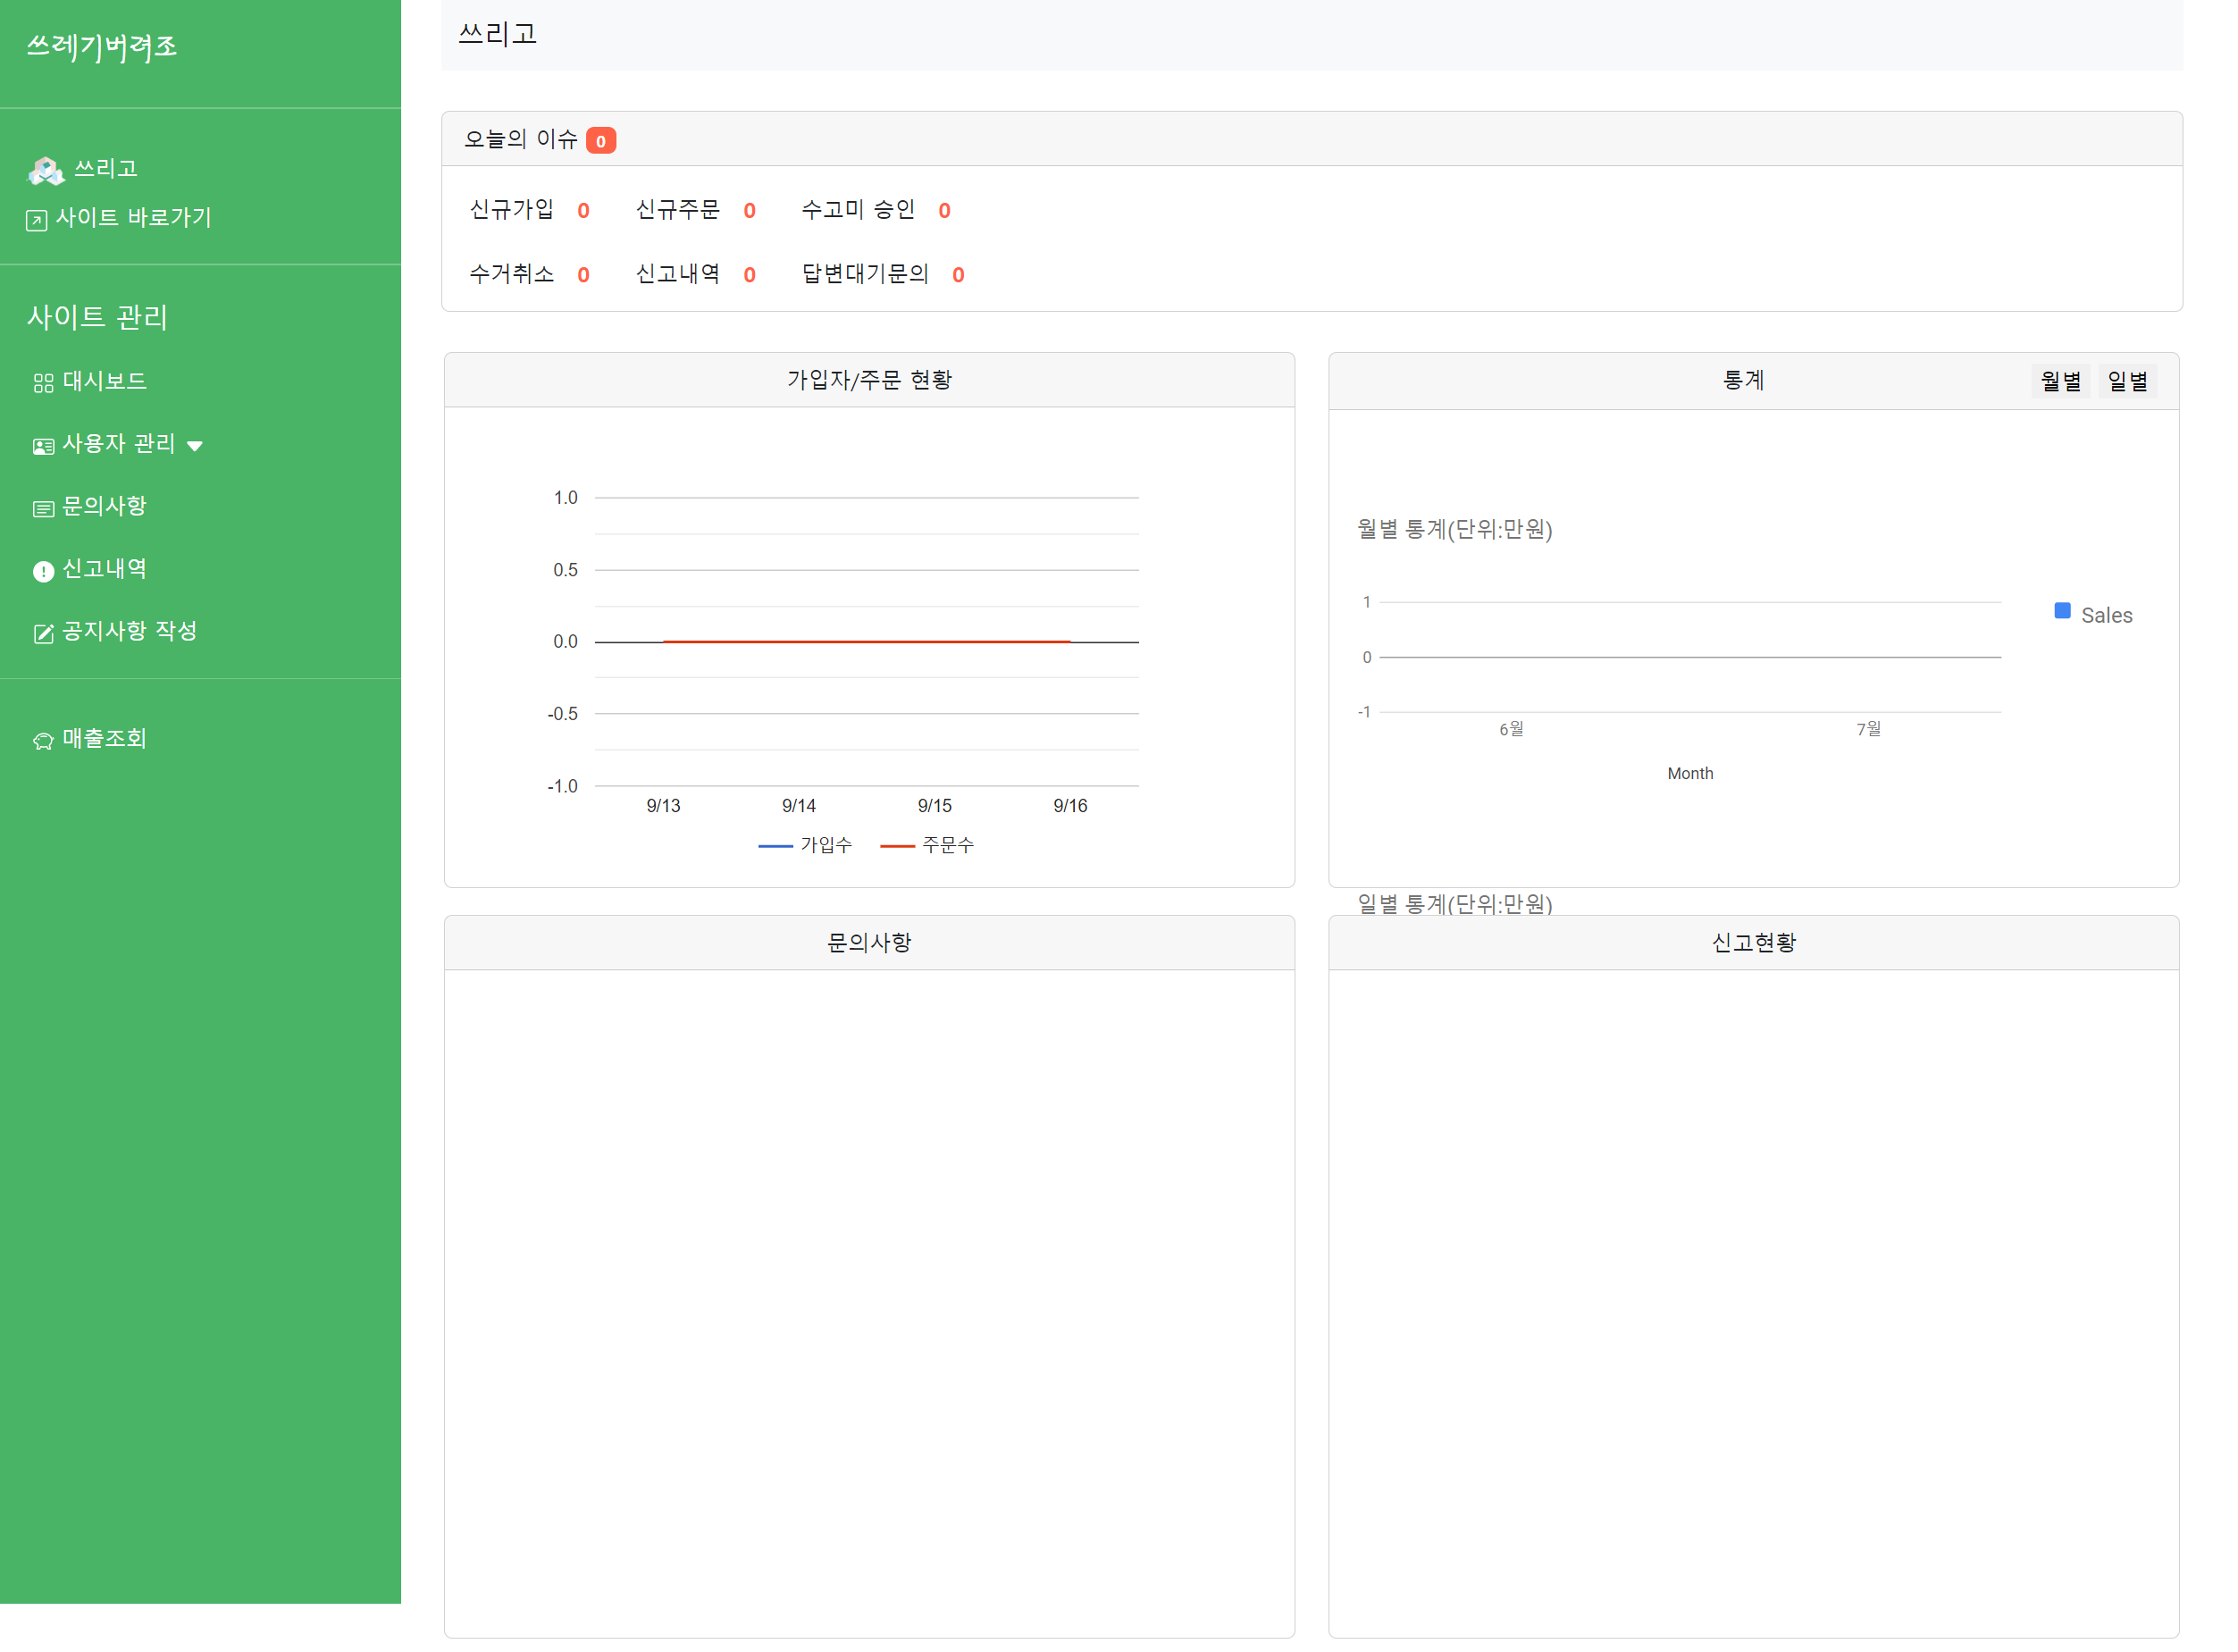 쓰레기버려조
쓰리고
사이트 바로가기
사이트 관리
대시보드
사용자 관리
문의사항
신고내역
공지사항 작성
매출조회
쓰리고
오늘의 이슈 0
신규가입 0 신규주문 0 수고미 승인 0
수거취소 0 신고내역 0 답변대기문의 0
가입자/주문 현황
1.0
0.5
0.0
-0.5
-1.0
9/13 9/14 9/15 9/16
가입수 주문수
통계 월별 일별
월별 통계(단위:만원)
1
0
-1
Sales
6월 7월
Month
일별 통계(단위:만원)
문의사항
신고현황